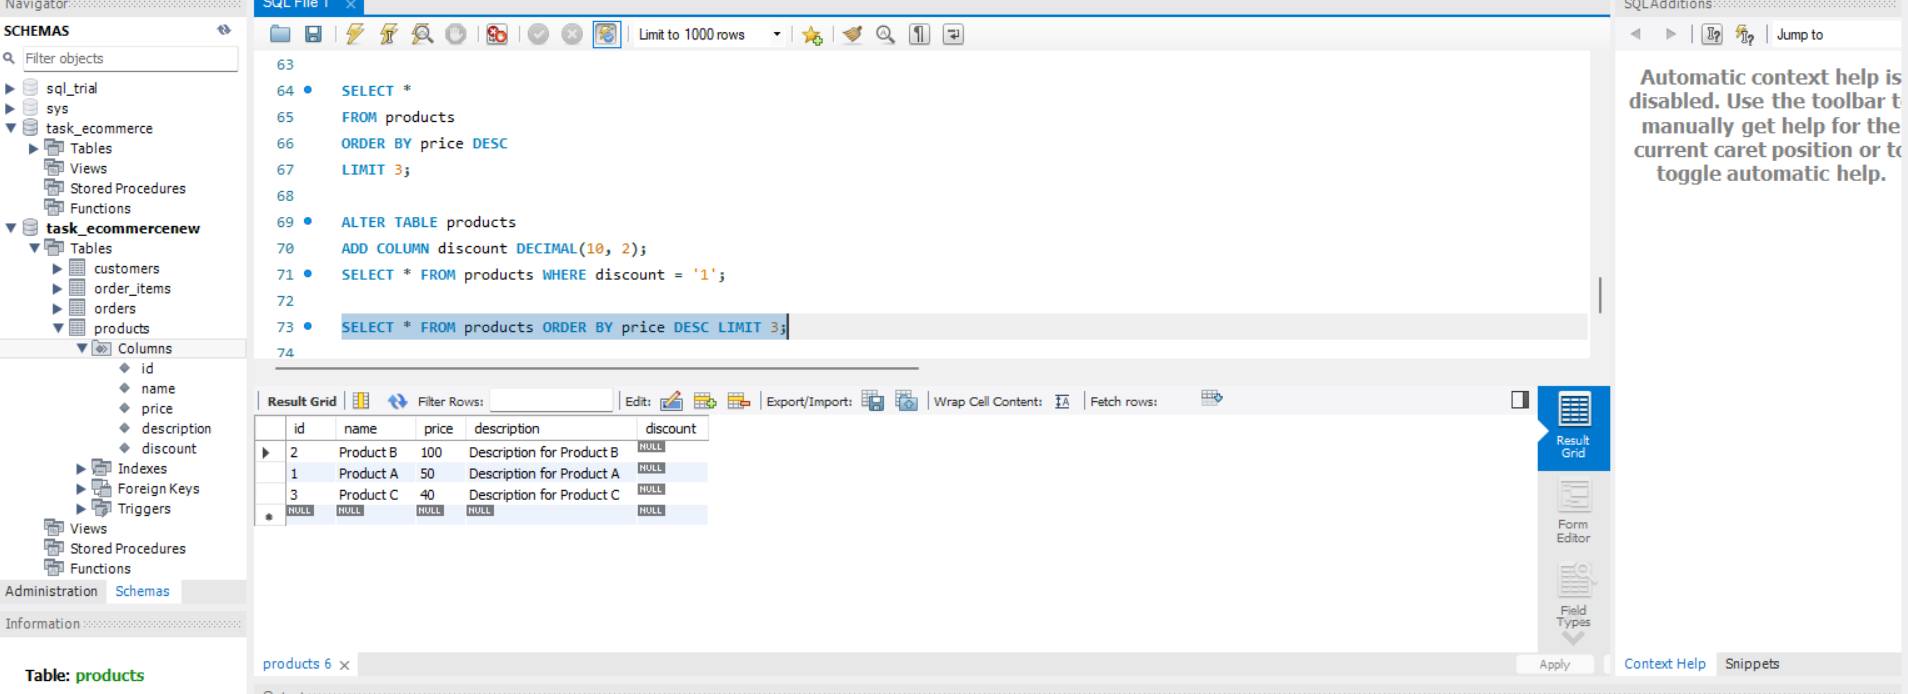 Navigator
SCHEMAS
Filter objects
sql_trial
sys
task_ecommerce
Tables
Views
Stored Procedures
Functions
task_ecommercenew
Tables
customers
order_items
orders
products
Columns
id
name
price
description
discount
Indexes
Foreign Keys
Triggers
Views
Stored Procedures
Functions
Administration Schemas
Information
Table: products
SQL File 1
Limit to 1000 rows
63
64 SELECT *
65 FROM products
66 ORDER BY price DESC
67 LIMIT 3;
68
69 ALTER TABLE products
70 ADD COLUMN discount DECIMAL(10, 2);
71 SELECT * FROM products WHERE discount = '1';
72
73 SELECT * FROM products ORDER BY price DESC LIMIT 3;
74
Result Grid Filter Rows: Edit: Export/Import: Wrap Cell Content: Fetch rows:
id name price description discount
2 Product B 100 Description for Product B NULL
1 Product A 50 Description for Product A NULL
3 Product C 40 Description for Product C NULL
NULL NULL NULL NULL NULL
Result
Grid
Form
Editor
Field
Types
products 6
Apply
SQLAdditions
Jump to
Automatic context help is
disabled. Use the toolbar t
manually get help for the
current caret position or to
toggle automatic help.
Context Help Snippets